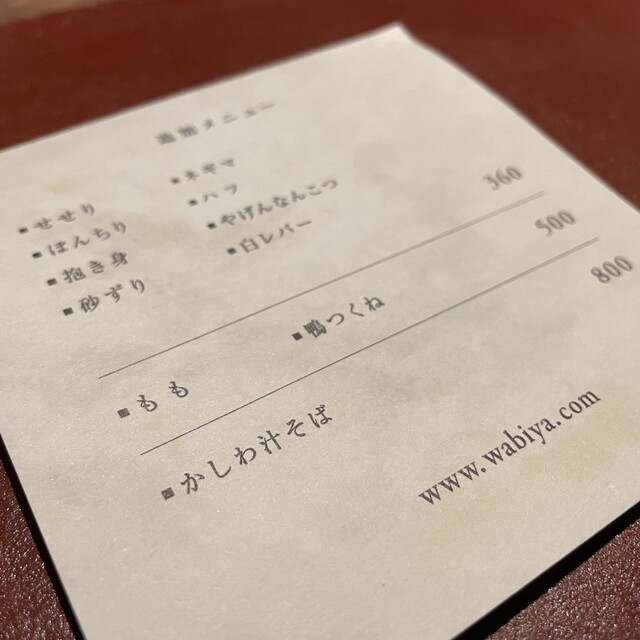 追加メニュー
■せせり ■ネギマ
■ぼんちり ■ハラ
■抱き身 ■やげんなんこつ
■砂ずり ■白レバー 360
■もも ■鴨つくね 500
■かしわ汁そば 800
www.wabiya.com